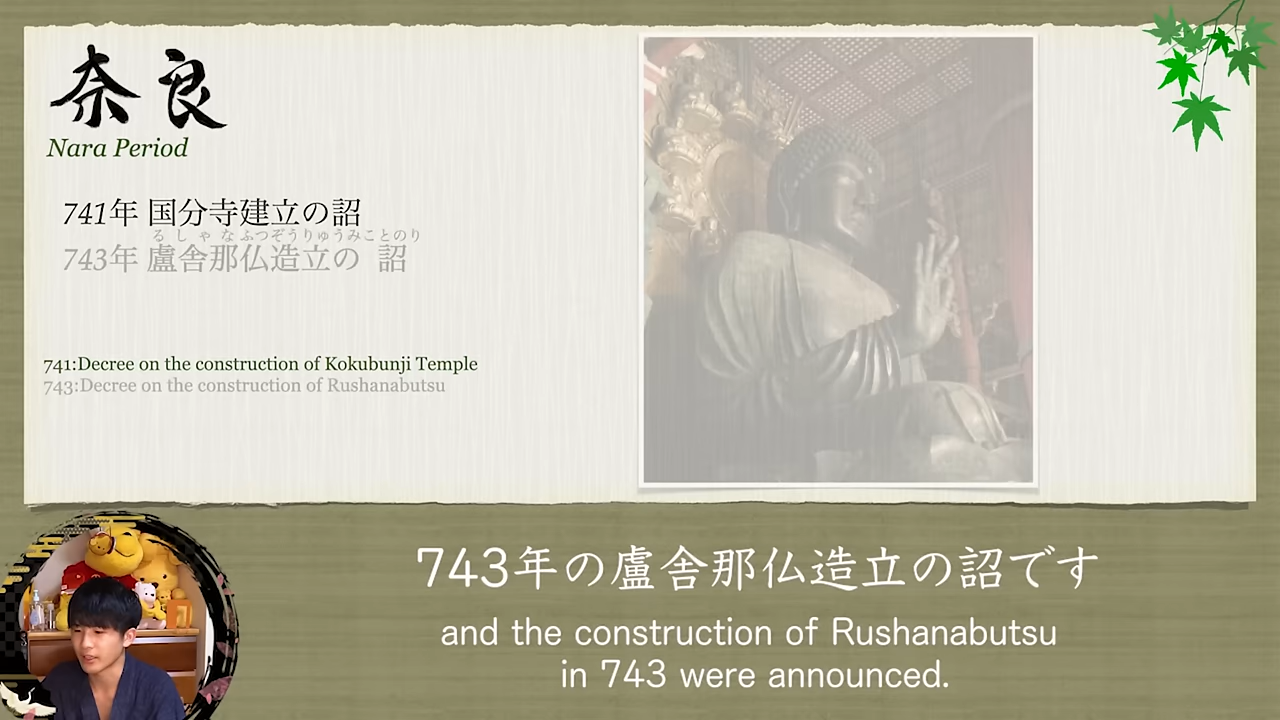 奈良
Nara Period
741年 国分寺建立の詔
るしゃなふつぞうりゅうみことのり
743年 盧舎那仏造立の 詔
741:Decree on the construction of Kokubunji Temple
743:Decree on the construction of Rushanabutsu
743年の盧舎那仏造立の詔です
and the construction of Rushanabutsu
in 743 were announced.